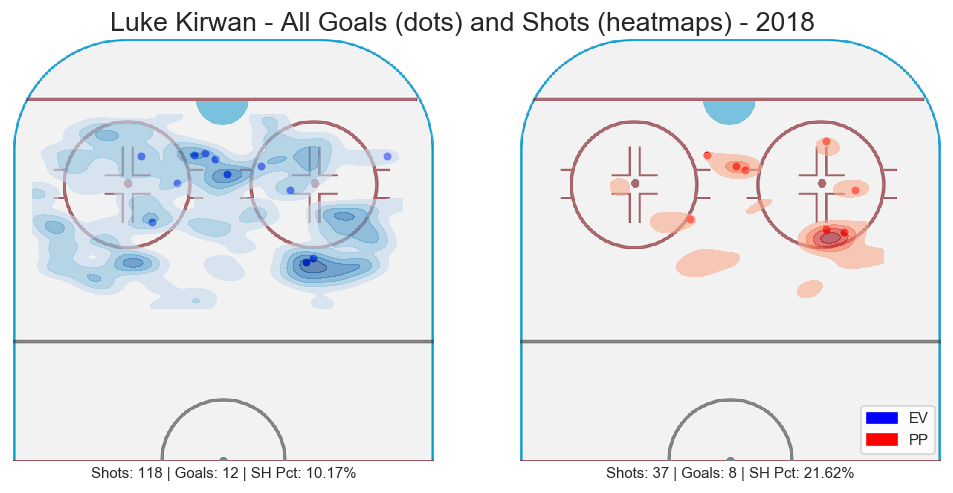 Luke Kirwan - All Goals (dots) and Shots (heatmaps) - 2018
EV
PP
Shots: 118 | Goals: 12 | SH Pct: 10.17%
Shots: 37 | Goals: 8 | SH Pct: 21.62%